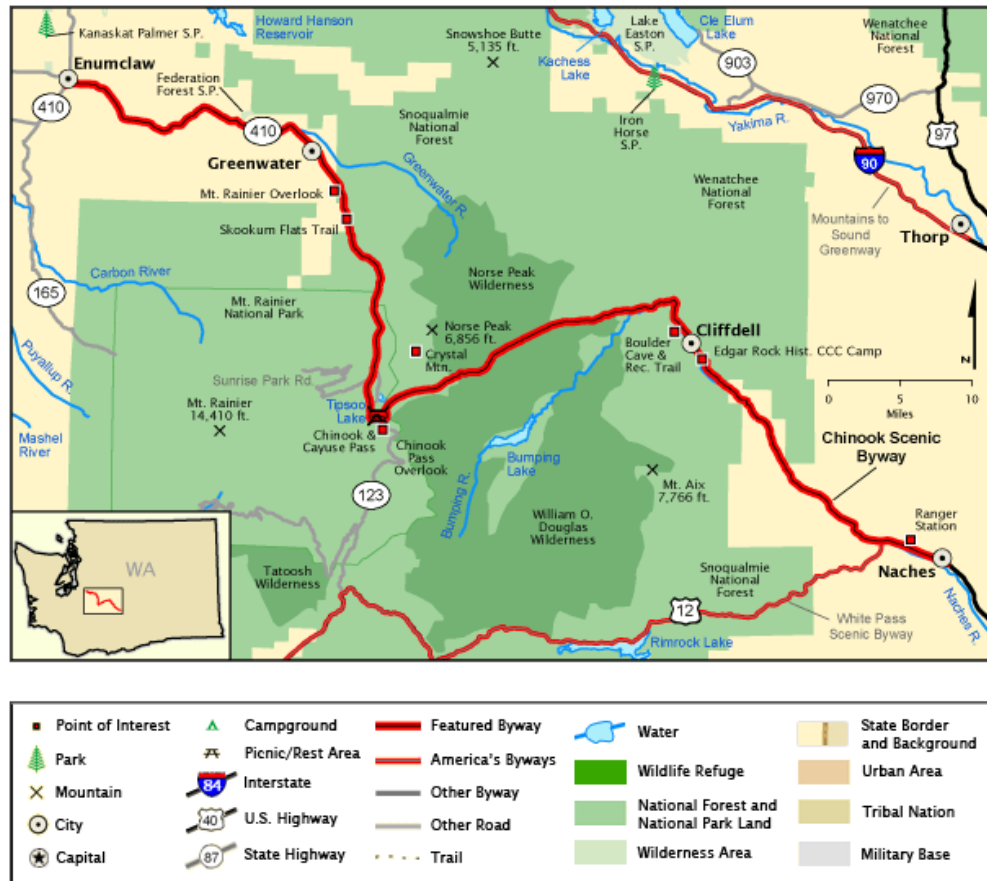 Howard Hanson
Reservoir
Kanaskat Palmer S.P.
Enumclaw
410
Federation
Forest S.P.
410
Greenwater
Snowshoe Butte
5,135 ft.
Snoqualmie
National
Forest
Greenwater R.
Lake
Easton
S.P.
Kachess
Lake
Cle Elum
Lake
903
Wenatchee
National
Forest
970
97
Iron
Horse
S.P.
Yakima R.
90
Wenatchee
National
Forest
Mountains to
Sound
Greenway
Thorp
Mt. Rainier Overlook
Skookum Flats Trail
Carbon River
165
Puyallup R.
Mashel
River
Mt. Rainier
National Park
Norse Peak
Wilderness
Norse Peak
6,856 ft.
Crystal
Mtn.
Sunrise Park Rd.
Mt. Rainier
14,410 ft.
Tipsoo
Lake
Chinook &
Cayuse Pass
Chinook
Pass
Overlook
123
Boulder
Cave &
Rec. Trail
Cliffdell
Edgar Rock Hist. CCC Camp
N
0 5 10
Miles
Chinook Scenic
Byway
Bumping
Lake
Bumping R.
Mt. Aix
7,766 ft.
William O.
Douglas
Wilderness
Ranger
Station
Naches
Naches R.
Snoqualmie
National
Forest
12
White Pass
Scenic Byway
Rimrock Lake
Tatoosh
Wilderness
WA
Point of Interest
Park
Mountain
City
Capital
Campground
Picnic/Rest Area
84 Interstate
40 U.S. Highway
87 State Highway
Featured Byway
America's Byways
Other Byway
Other Road
Trail
Water
Wildlife Refuge
National Forest and
National Park Land
Wilderness Area
State Border
and Background
Urban Area
Tribal Nation
Military Base